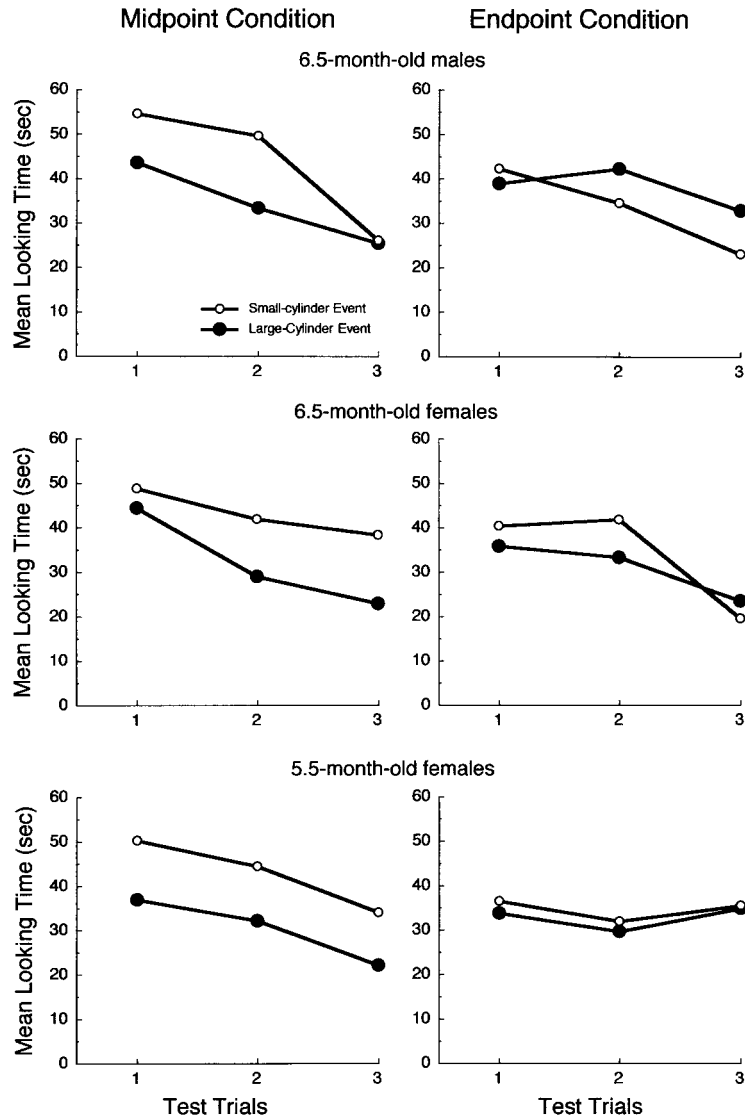 Midpoint Condition
Endpoint Condition
6.5-month-old males
Mean Looking Time (sec)
60
50
40
30
20
10
0
1 2 3
Small-cylinder Event
Large-Cylinder Event
60
50
40
30
20
10
0
1 2 3
6.5-month-old females
Mean Looking Time (sec)
60
50
40
30
20
10
0
1 2 3
60
50
40
30
20
10
0
1 2 3
5.5-month-old females
Mean Looking Time (sec)
60
50
40
30
20
10
0
1 2 3
Test Trials
60
50
40
30
20
10
0
1 2 3
Test Trials